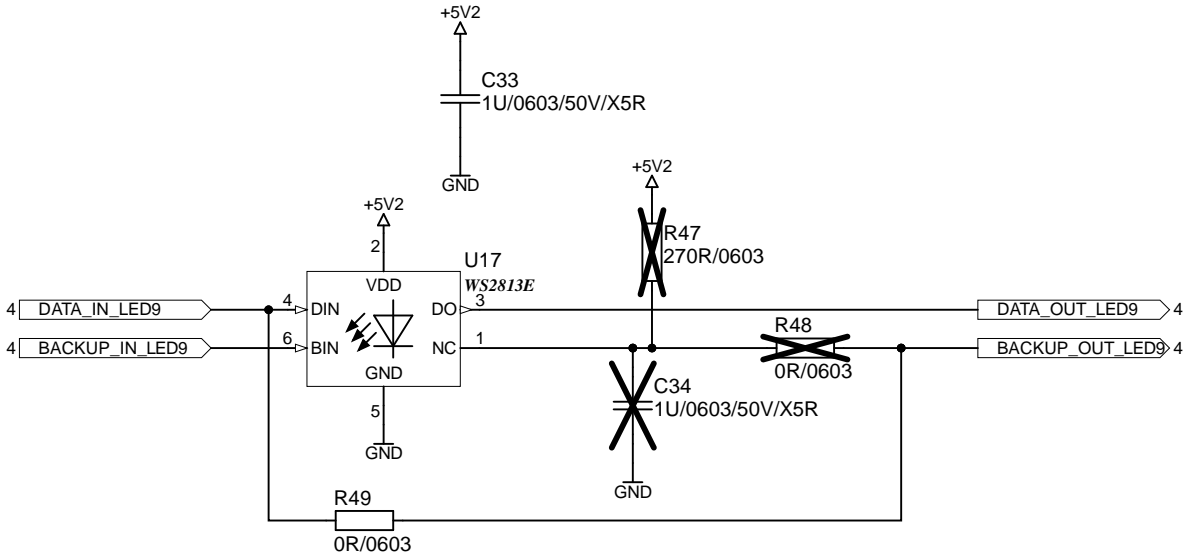 +5V2
C33
1U/0603/50V/X5R
GND
+5V2
R47
270R/0603
+5V2
2
U17
WS2813E
VDD
4 DATA_IN_LED9 4 DIN DO 3 DATA_OUT_LED9 4
R48
4 BACKUP_IN_LED9 6 BIN NC 1 BACKUP_OUT_LED9 4
0R/0603
GND
C34
1U/0603/50V/X5R
5
GND
GND
R49
0R/0603